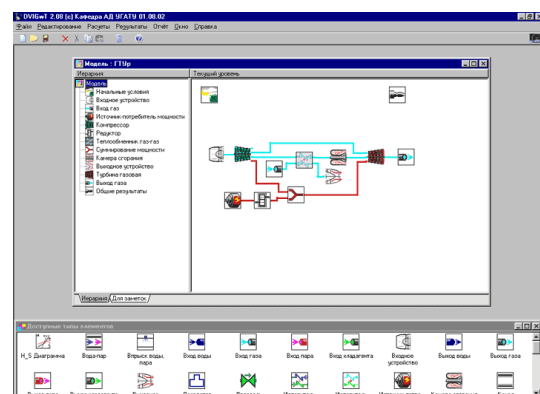 DVIGwT 2.08 (c) Кафедра АД УГАТУ 01.08.02
Файл Редактирование Расчеты Результаты Отчёт Окно Справка
Модель : ГТУр
Иерархия
Текущий уровень
Модель
Начальные условия
Входное устройство
Вход газа
Источник-потребитель мощности
Компрессор
Редуктор
Теплообменник газ-газ
Суммирование мощности
Камера сгорания
Выходное устройство
Турбина газовая
Выход газа
Общие результаты
Иерархия Для заметок
Доступные типы элементов
H_S Диаграмма Вода-пар Впрыск воды, пара Вход воды Вход газа Вход пара Вход хладагента Входное устройство Выход воды Выход газа